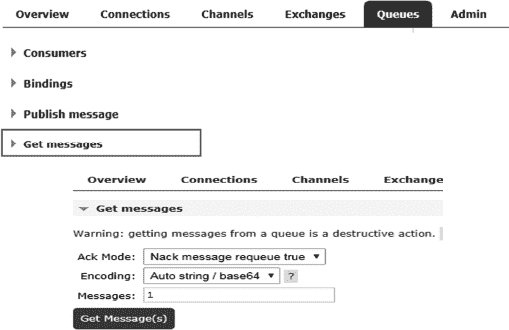 Overview Connections Channels Exchanges Queues Admin
Consumers
Bindings
Publish message
Get messages
Overview Connections Channels Exchange
Get messages
Warning: getting messages from a queue is a destructive action.
Ack Mode: Nack message requeue true
Encoding: Auto string / base64 ?
Messages: 1
Get Message(s)